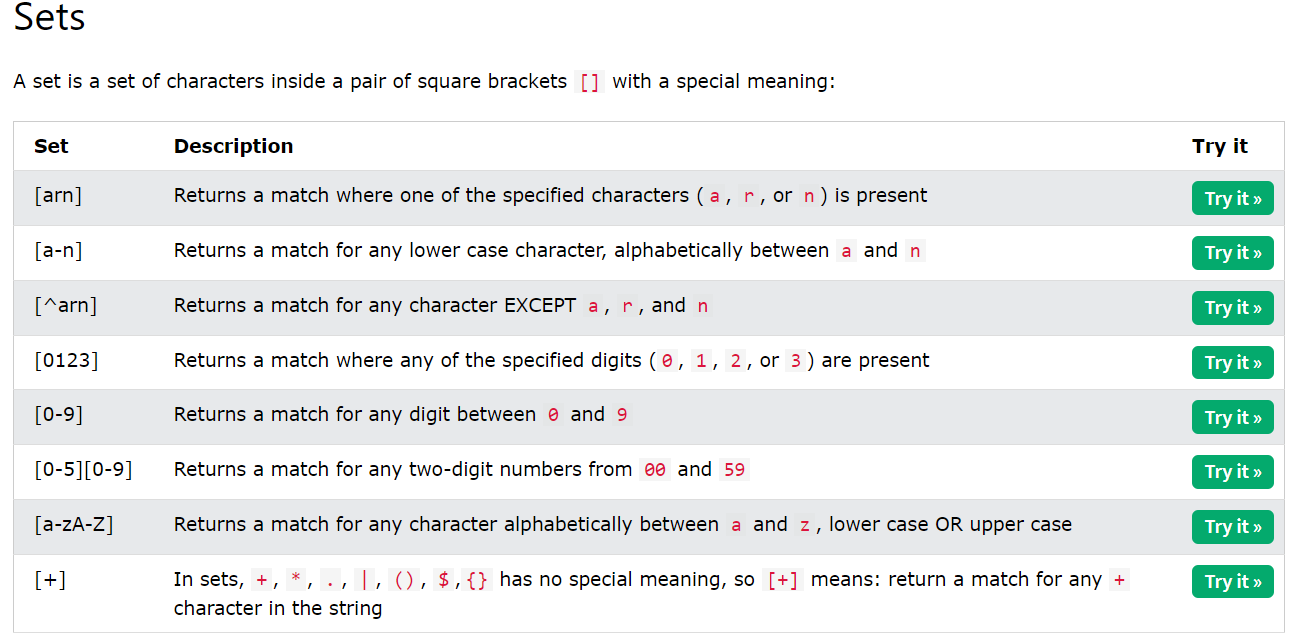 Sets
A set is a set of characters inside a pair of square brackets [] with a special meaning:
Set Description Try it
[arn] Returns a match where one of the specified characters (a, r, or n) is present Try it »
[a-n] Returns a match for any lower case character, alphabetically between a and n Try it »
[^arn] Returns a match for any character EXCEPT a, r, and n Try it »
[0123] Returns a match where any of the specified digits (0, 1, 2, or 3) are present Try it »
[0-9] Returns a match for any digit between 0 and 9 Try it »
[0-5][0-9] Returns a match for any two-digit numbers from 00 and 59 Try it »
[a-zA-Z] Returns a match for any character alphabetically between a and z, lower case OR upper case Try it »
[+] In sets, +, *, ., |, (), $,{} has no special meaning, so [+] means: return a match for any + Try it »
character in the string